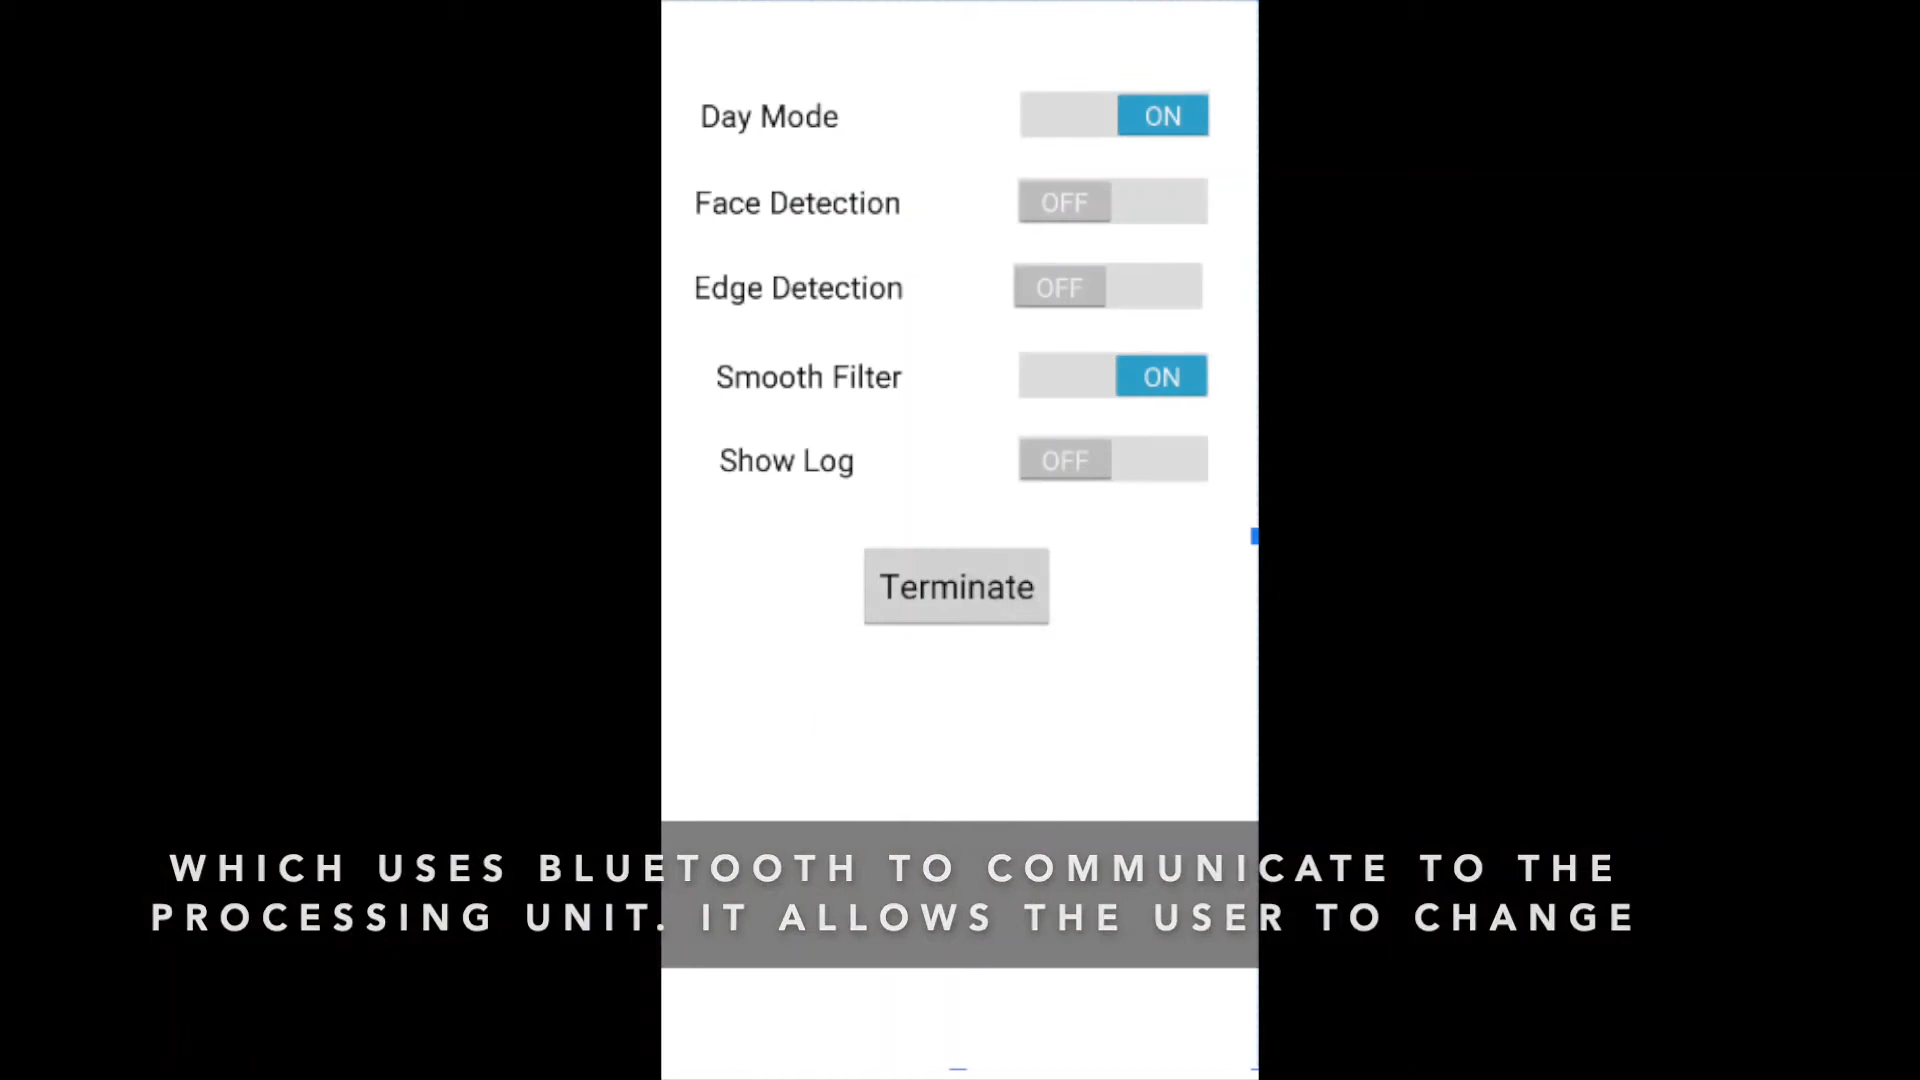 Day Mode ON
Face Detection OFF
Edge Detection OFF
Smooth Filter ON
Show Log OFF
Terminate
WHICH USES BLUETOOTH TO COMMUNICATE TO THE
PROCESSING UNIT. IT ALLOWS THE USER TO CHANGE